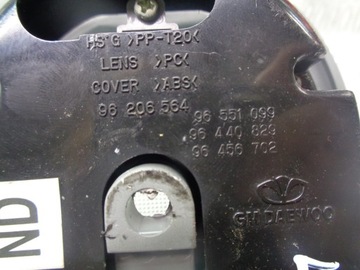 HS'G >PP-T20<
LENS >PC<
COVER >ABS<
96 206 564
96 551 099
96 440 829
96 456 702
GM DAEWOO
ND